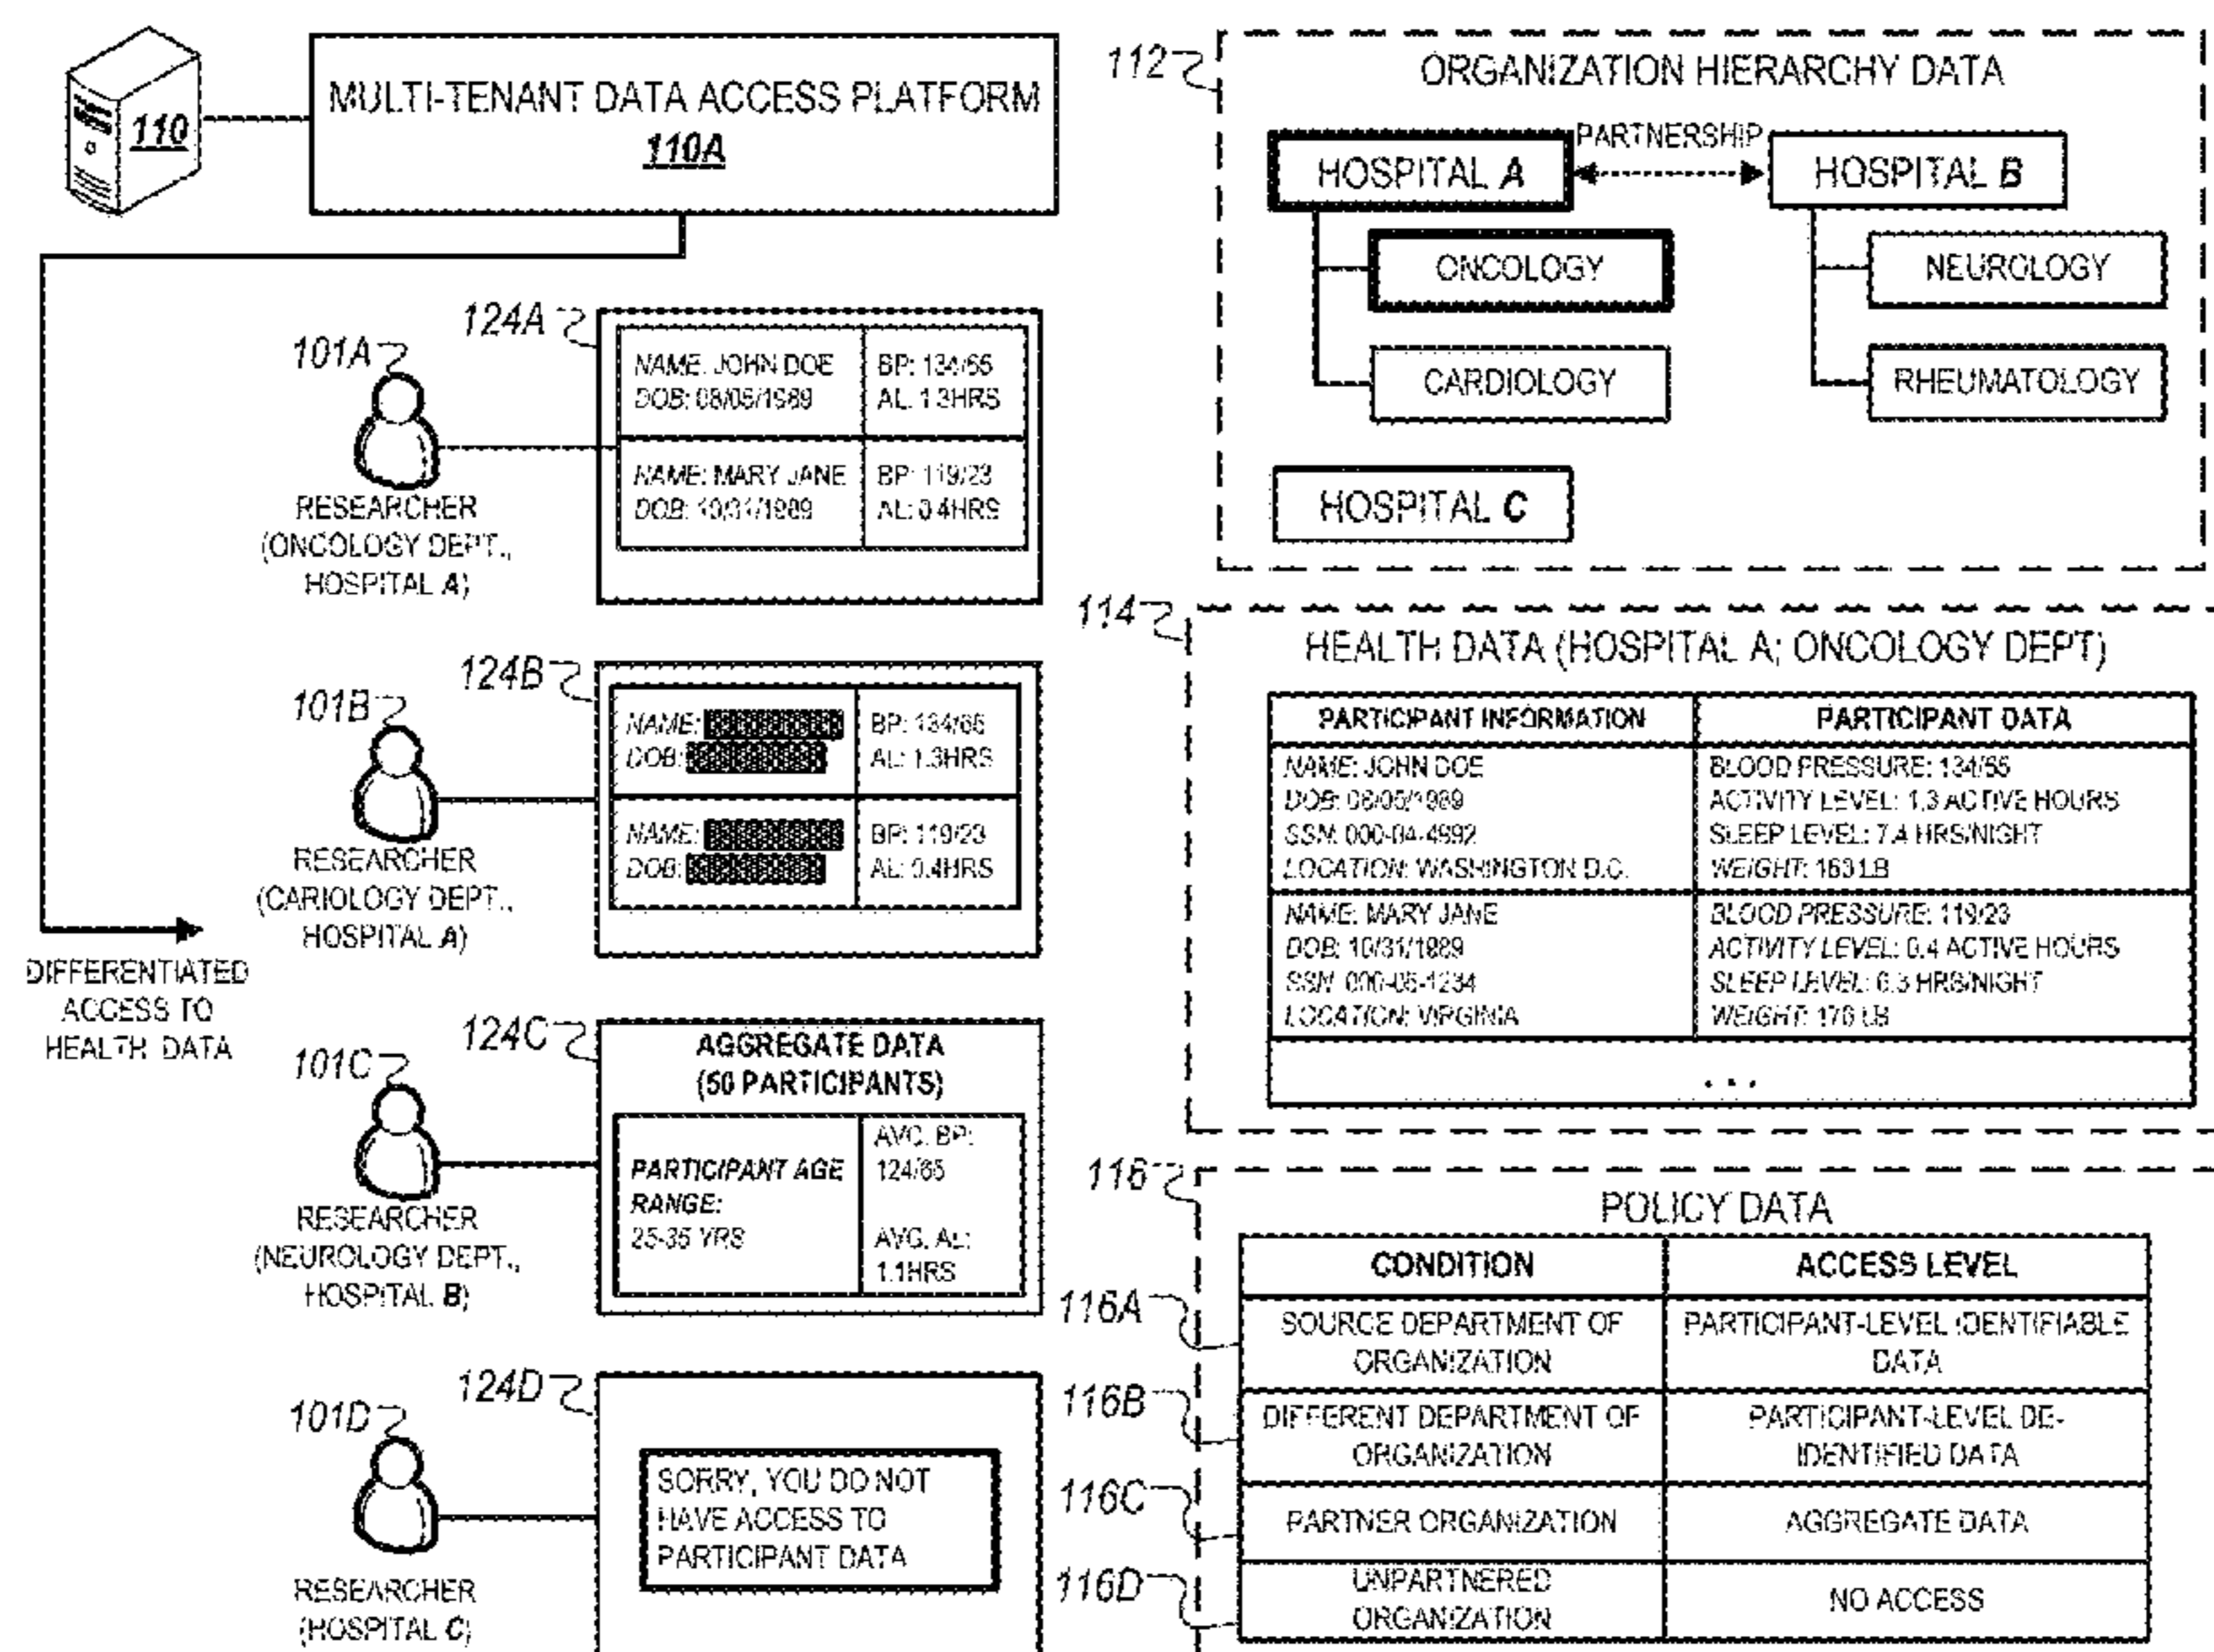 110
MULTI-TENANT DATA ACCESS PLATFORM
110A
124A
101A
NAME: JOHN DOE
DOB: 08/05/1989
BP: 134/65
AL: 1.3HRS
NAME: MARY JANE
DOB: 10/31/1989
BP: 119/23
AL: 0.4HRS
RESEARCHER
(ONCOLOGY DEPT.,
HOSPITAL A)
124B
101B
NAME:
DOB:
BP: 134/65
AL: 1.3HRS
NAME:
DOB:
BP: 119/23
AL: 0.4HRS
RESEARCHER
(CARIOLOGY DEPT.,
HOSPITAL A)
DIFFERENTIATED
ACCESS TO
HEALTH DATA
124C
101C
AGGREGATE DATA
(50 PARTICIPANTS)
PARTICIPANT AGE
RANGE:
25-35 YRS
AVG. BP:
124/65
AVG. AL:
1.1HRS
RESEARCHER
(NEUROLOGY DEPT.,
HOSPITAL B)
124D
101D
SORRY, YOU DO NOT
HAVE ACCESS TO
PARTICIPANT DATA
RESEARCHER
(HOSPITAL C)
112
ORGANIZATION HIERARCHY DATA
HOSPITAL A
PARTNERSHIP
HOSPITAL B
ONCOLOGY
CARDIOLOGY
NEUROLOGY
RHEUMATOLOGY
HOSPITAL C
114
HEALTH DATA (HOSPITAL A; ONCOLOGY DEPT)
PARTICIPANT INFORMATION
PARTICIPANT DATA
NAME: JOHN DOE
DOB: 08/05/1989
SSN: 000-04-4992
LOCATION: WASHINGTON D.C.
BLOOD PRESSURE: 134/65
ACTIVITY LEVEL: 1.3 ACTIVE HOURS
SLEEP LEVEL: 7.4 HRS/NIGHT
WEIGHT: 163 LB
NAME: MARY JANE
DOB: 10/31/1989
SSN: 000-05-1234
LOCATION: VIRGINIA
BLOOD PRESSURE: 119/23
ACTIVITY LEVEL: 0.4 ACTIVE HOURS
SLEEP LEVEL: 6.3 HRS/NIGHT
WEIGHT: 176 LB
...
116
POLICY DATA
CONDITION
ACCESS LEVEL
116A
SOURCE DEPARTMENT OF
ORGANIZATION
PARTICIPANT-LEVEL IDENTIFIABLE
DATA
116B
DIFFERENT DEPARTMENT OF
ORGANIZATION
PARTICIPANT-LEVEL DE-
IDENTIFIED DATA
116C
PARTNER ORGANIZATION
AGGREGATE DATA
116D
UNPARTNERED
ORGANIZATION
NO ACCESS